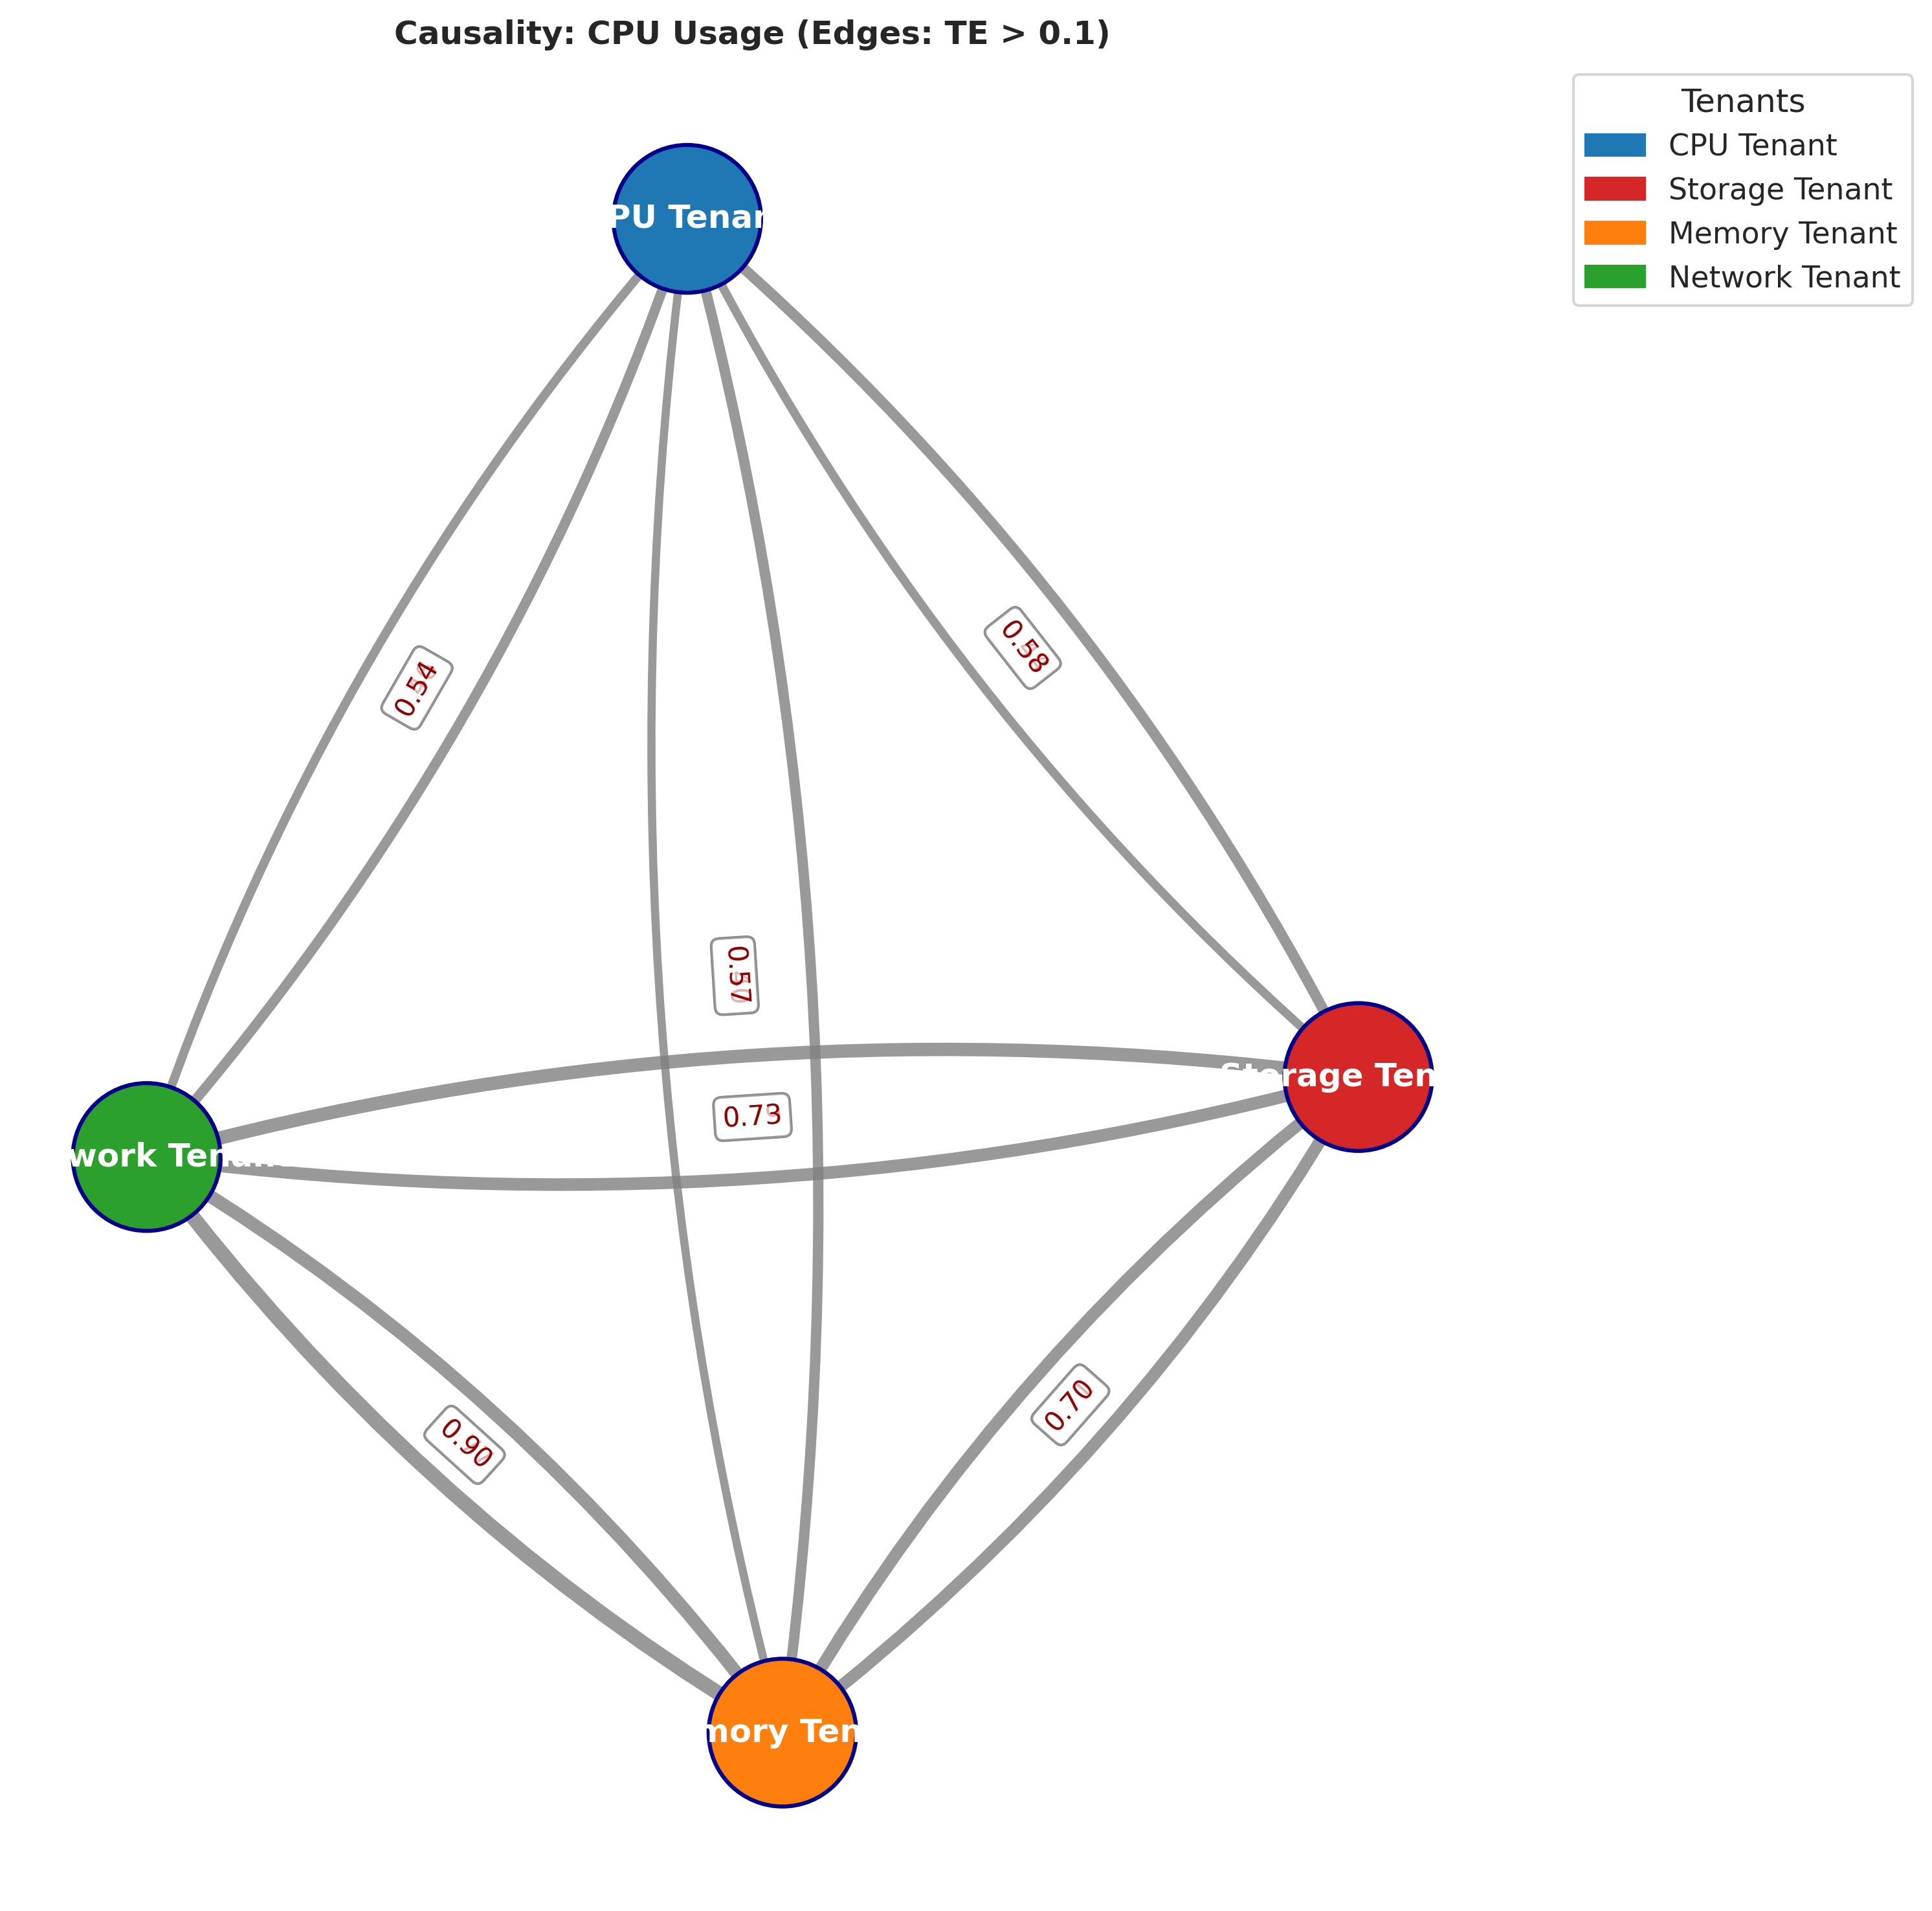 Causality: CPU Usage (Edges: TE > 0.1)
Tenants
CPU Tenant
Storage Tenant
Memory Tenant
Network Tenant
PU Tenan
0.54
0.58
0.57
Storage Ten
0.73
work Tenant
0.90
0.70
mory Ten